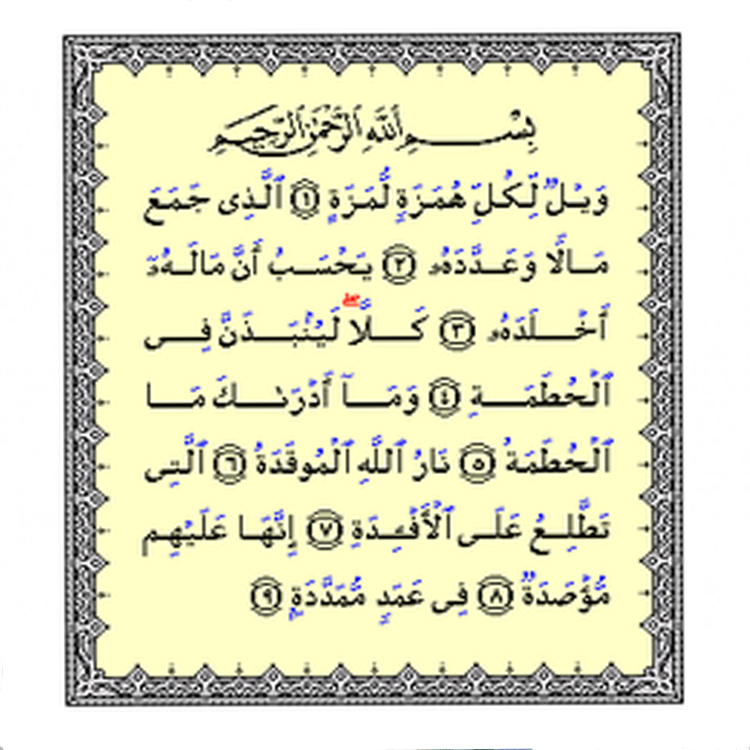 بِسْمِ ٱللَّهِ ٱلرَّحْمَٰنِ ٱلرَّحِيمِ
وَيْلٌ لِّكُلِّ هُمَزَةٍ لُّمَزَةٍ ١ ٱلَّذِى جَمَعَ
مَالًا وَعَدَّدَهُۥ ٢ يَحْسَبُ أَنَّ مَالَهُۥٓ
أَخْلَدَهُۥ ٣ كَلَّا ۖ لَيُنۢبَذَنَّ فِى
ٱلْحُطَمَةِ ٤ وَمَآ أَدْرَىٰكَ مَا
ٱلْحُطَمَةُ ٥ نَارُ ٱللَّهِ ٱلْمُوقَدَةُ ٦ ٱلَّتِى
تَطَّلِعُ عَلَى ٱلْأَفْـِٔدَةِ ٧ إِنَّهَا عَلَيْهِم
مُّؤْصَدَةٌ ٨ فِى عَمَدٍ مُّمَدَّدَةٍۭ ٩